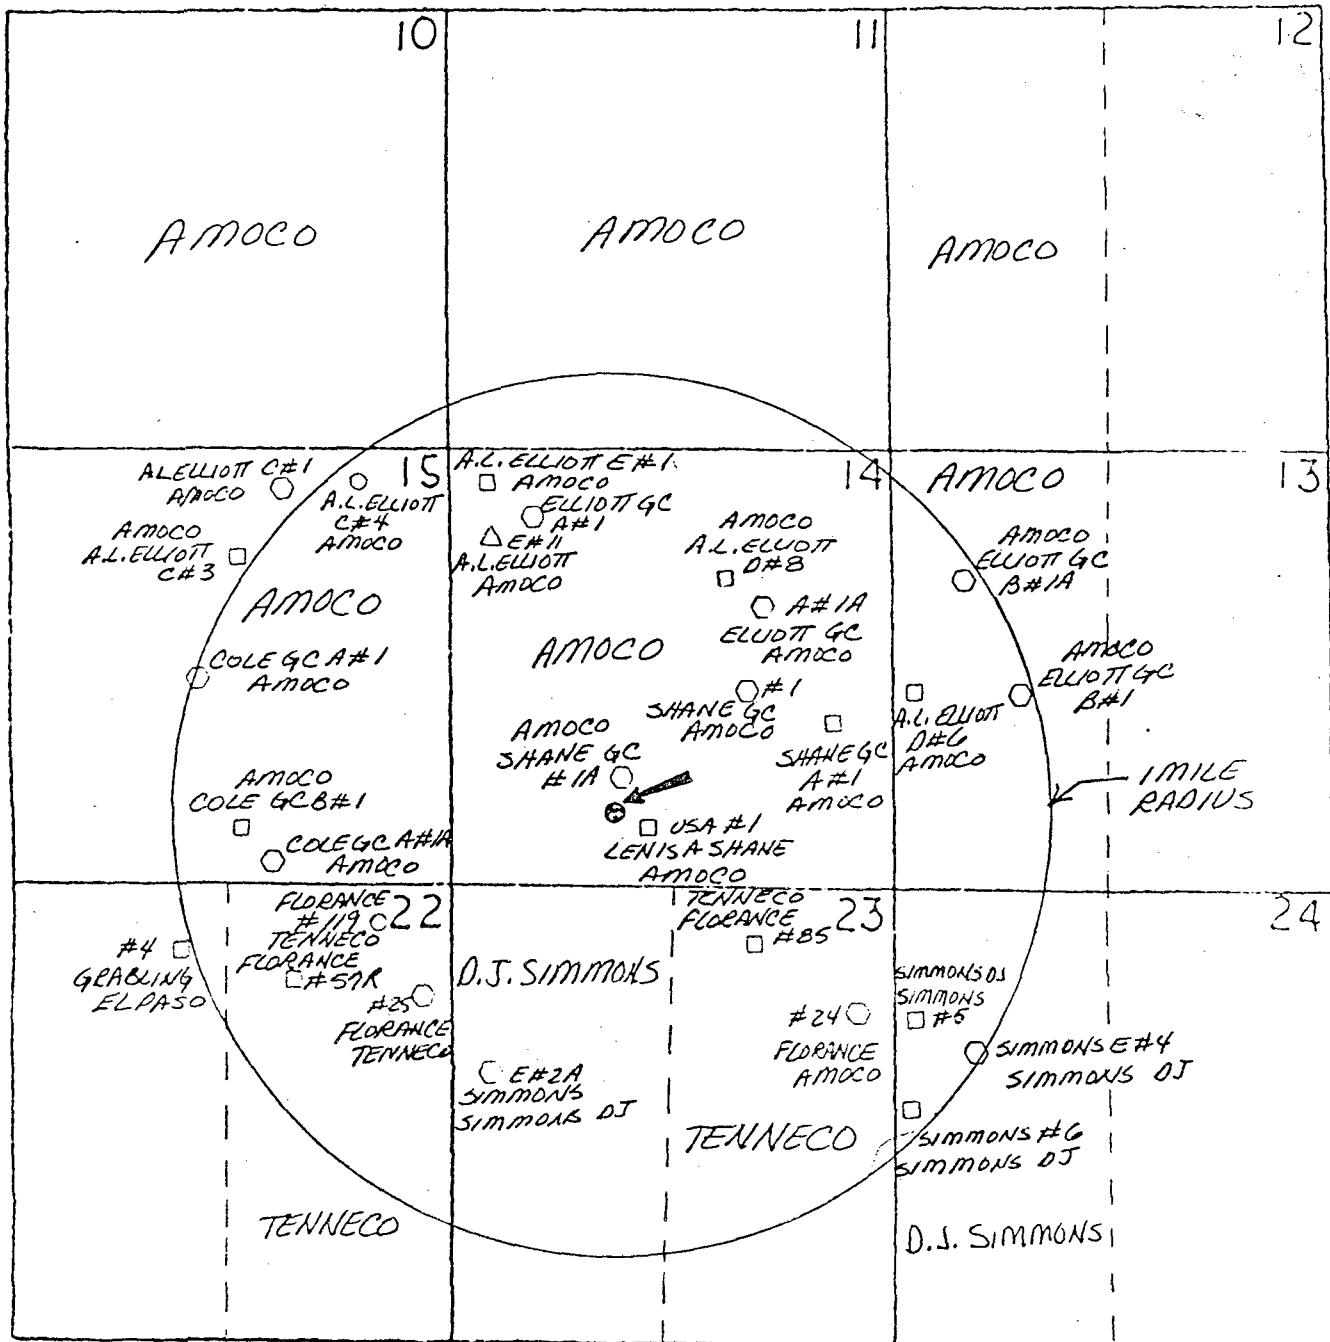 10
11
12
AMOCO
AMOCO
AMOCO
15
14
13
A.L. ELLIOTT C#1
AMOCO
A.L. ELLIOTT
C#4
AMOCO
AMOCO
A.L. ELLIOTT
C#3
AMOCO
COLE GC A#1
AMOCO
AMOCO
COLE GC B#1
COLE GC A#1A
AMOCO
A.L. ELLIOTT E#1
AMOCO
ELLIOTT GC
A#1
E#11
A.L. ELLIOTT
AMOCO
AMOCO
A.L. ELLIOTT
D#8
A#1A
ELLIOTT GC
AMOCO
AMOCO
#1
SHANE GC
AMOCO
AMOCO
SHANE GC
#1A
SHANE GC
A#1
AMOCO
USA #1
LENIS A SHANE
AMOCO
AMOCO
AMOCO
ELLIOTT GC
B#1A
AMOCO
ELLIOTT GC
B#1
A.L. ELLIOTT
D#6
AMOCO
1 MILE
RADIUS
22
23
24
FLORANCE
#119
TENNECO
FLORANCE
#57R
#4
GRABLING
EL PASO
#25
FLORANCE
TENNECO
TENNECO
D.J. SIMMONS
E#2A
SIMMONS
SIMMONS DJ
TENNECO
FLORANCE
#85
#24
FLORANCE
AMOCO
TENNECO
SIMMONS DJ
SIMMONS
#5
SIMMONS E#4
SIMMONS DJ
SIMMONS #6
SIMMONS DJ
D.J. SIMMONS